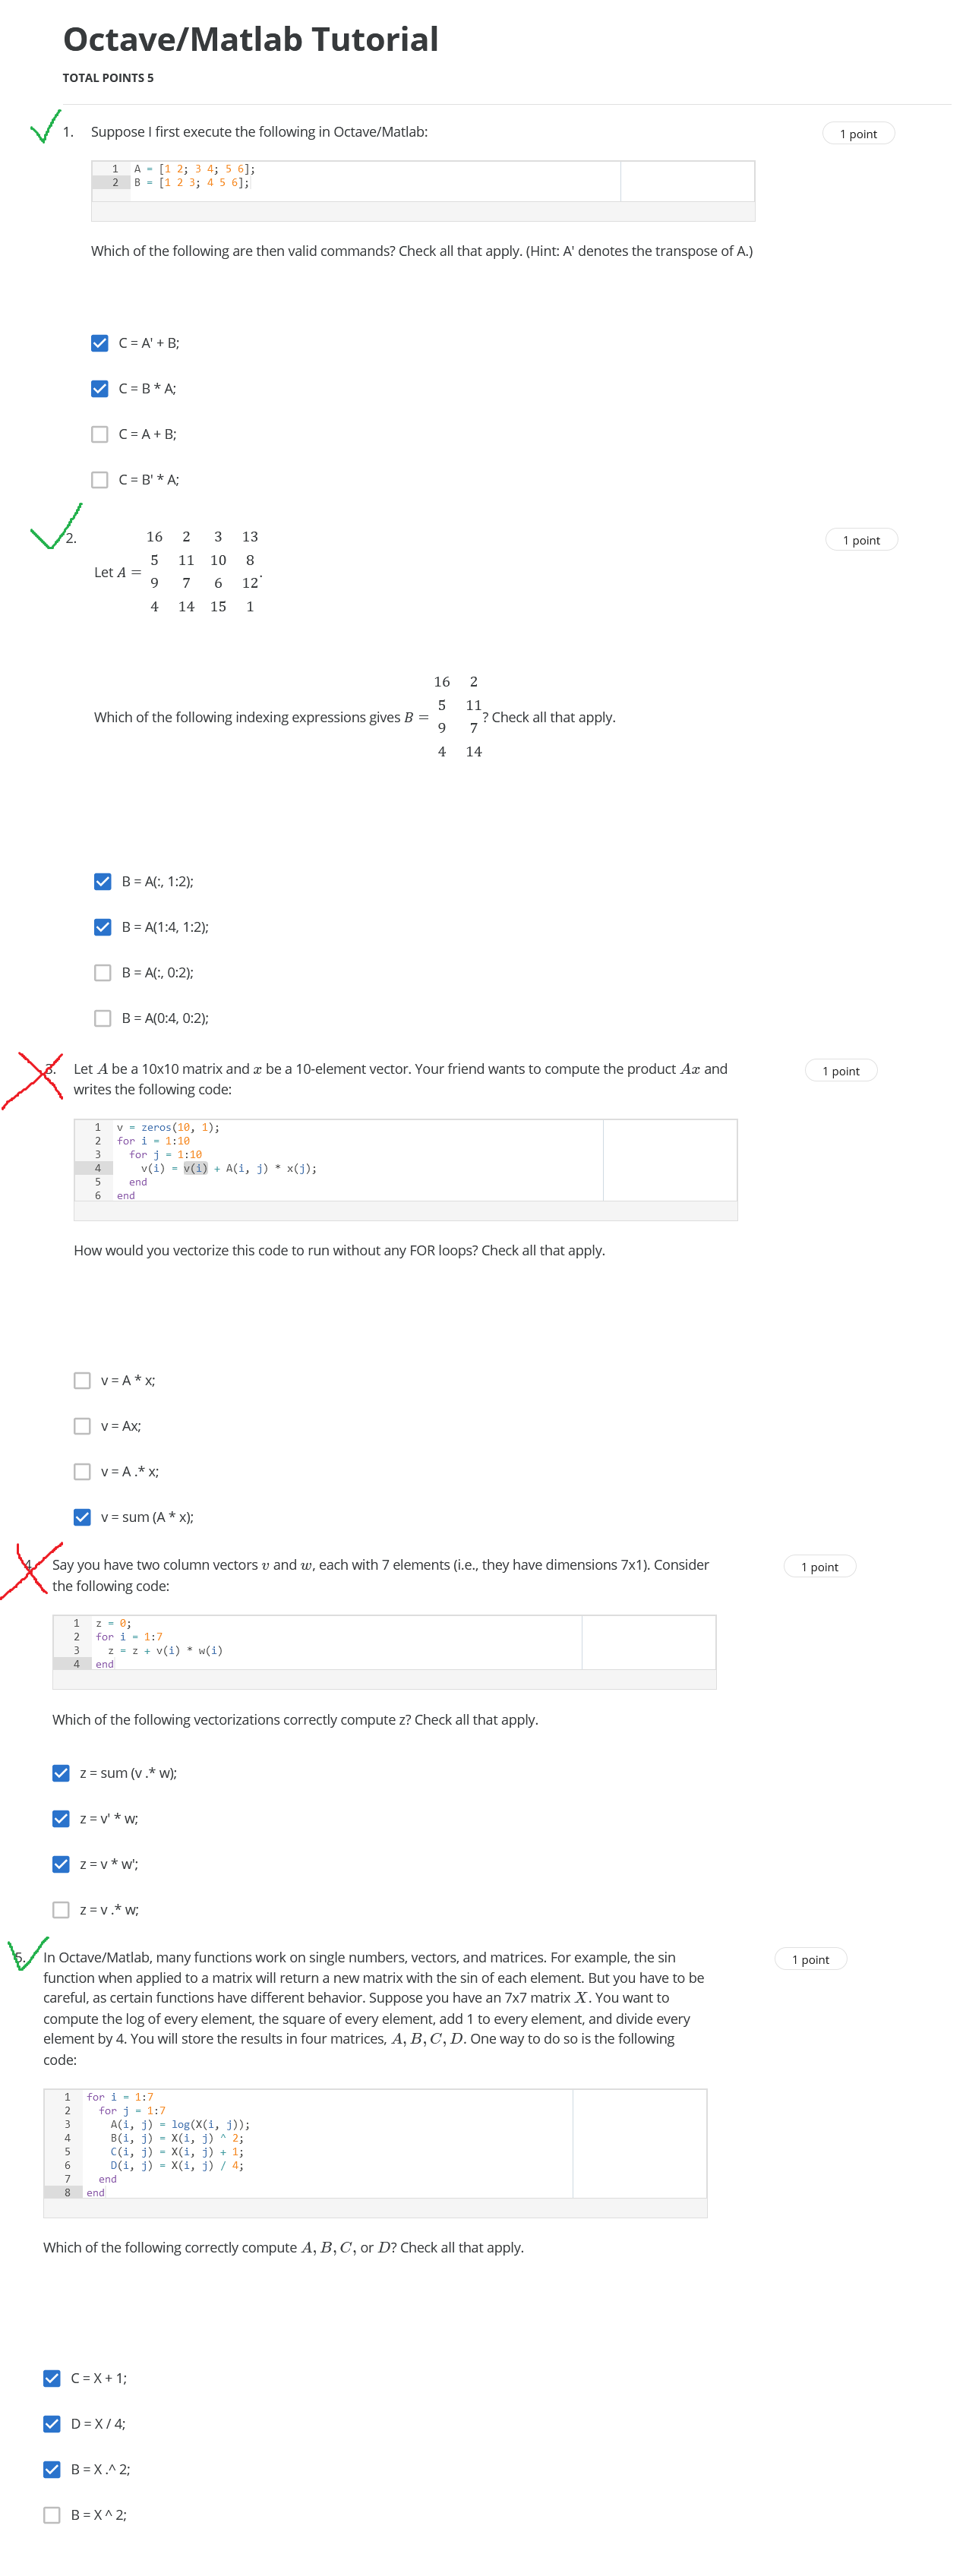 Octave/Matlab Tutorial
TOTAL POINTS 5
1. Suppose I first execute the following in Octave/Matlab:
1 point
1 A = [1 2; 3 4; 5 6];
2 B = [1 2 3; 4 5 6];
Which of the following are then valid commands? Check all that apply. (Hint: A' denotes the transpose of A.)
C = A' + B;
C = B * A;
C = A + B;
C = B' * A;
2.
1 point
16 2 3 13
5 11 10 8
Let A = .
9 7 6 12
4 14 15 1
16 2
5 11
Which of the following indexing expressions gives B = ? Check all that apply.
9 7
4 14
B = A(:, 1:2);
B = A(1:4, 1:2);
B = A(:, 0:2);
B = A(0:4, 0:2);
3. Let A be a 10x10 matrix and x be a 10-element vector. Your friend wants to compute the product Ax and
writes the following code:
1 point
1 v = zeros(10, 1);
2 for i = 1:10
3 for j = 1:10
4 v(i) = v(i) + A(i, j) * x(j);
5 end
6 end
How would you vectorize this code to run without any FOR loops? Check all that apply.
v = A * x;
v = Ax;
v = A .* x;
v = sum (A * x);
4. Say you have two column vectors v and w, each with 7 elements (i.e., they have dimensions 7x1). Consider
the following code:
1 point
1 z = 0;
2 for i = 1:7
3 z = z + v(i) * w(i)
4 end
Which of the following vectorizations correctly compute z? Check all that apply.
z = sum (v .* w);
z = v' * w;
z = v * w';
z = v .* w;
5. In Octave/Matlab, many functions work on single numbers, vectors, and matrices. For example, the sin
function when applied to a matrix will return a new matrix with the sin of each element. But you have to be
careful, as certain functions have different behavior. Suppose you have an 7x7 matrix X. You want to
compute the log of every element, the square of every element, add 1 to every element, and divide every
element by 4. You will store the results in four matrices, A, B, C, D. One way to do so is the following
code:
1 point
1 for i = 1:7
2 for j = 1:7
3 A(i, j) = log(X(i, j));
4 B(i, j) = X(i, j) ^ 2;
5 C(i, j) = X(i, j) + 1;
6 D(i, j) = X(i, j) / 4;
7 end
8 end
Which of the following correctly compute A, B, C, or D? Check all that apply.
C = X + 1;
D = X / 4;
B = X .^ 2;
B = X ^ 2;